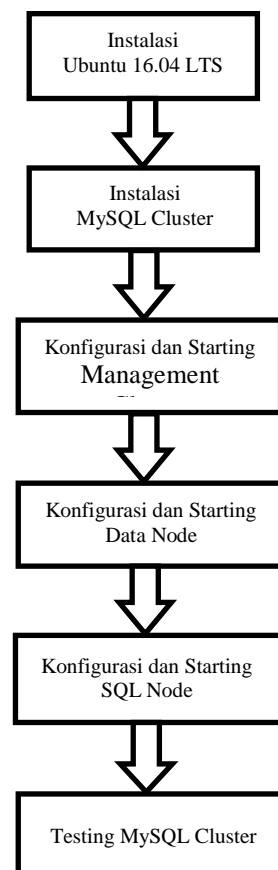 Instalasi
Ubuntu 16.04 LTS
Instalasi
MySQL Cluster
Konfigurasi dan Starting
Management
Konfigurasi dan Starting
Data Node
Konfigurasi dan Starting
SQL Node
Testing MySQL Cluster